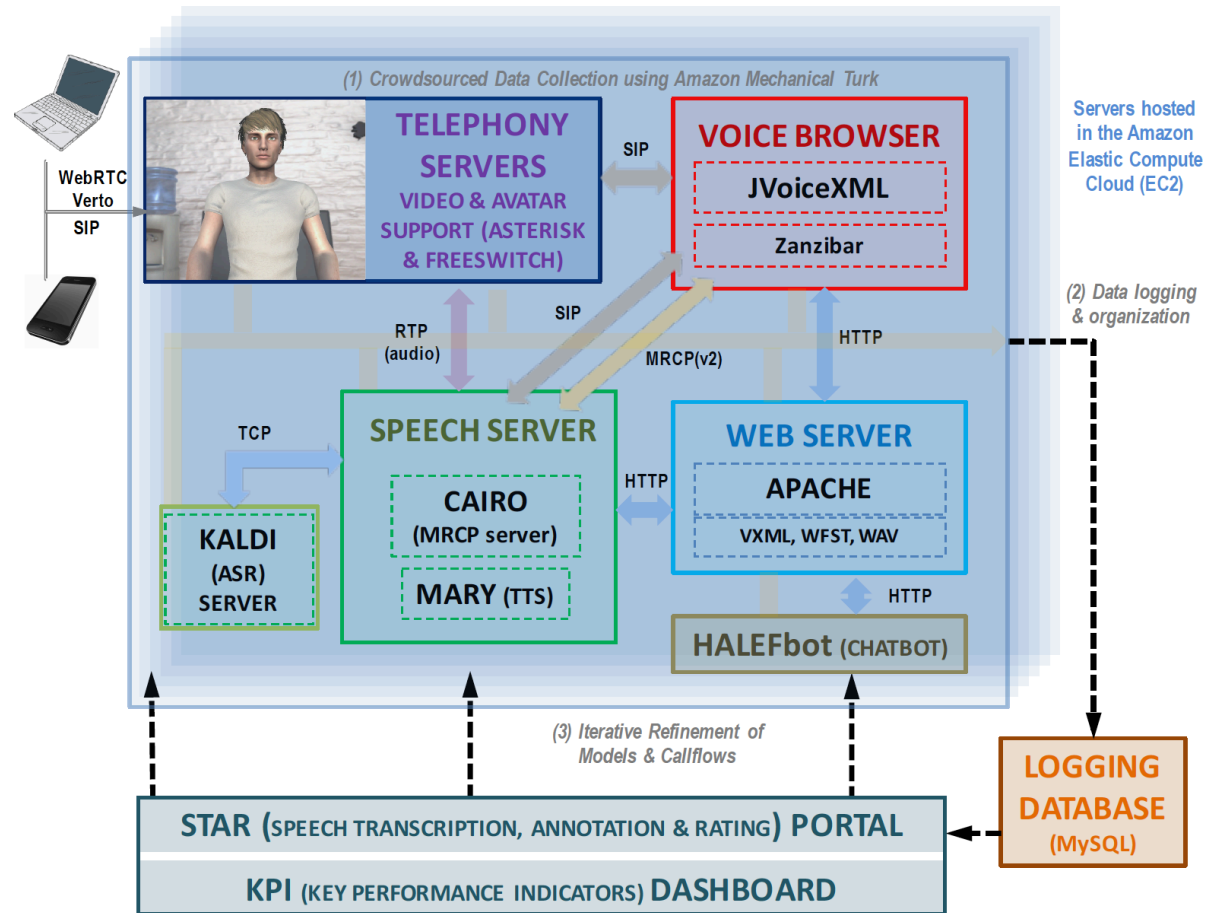 (1) Crowdsourced Data Collection using Amazon Mechanical Turk
TELEPHONY
SERVERS
VIDEO & AVATAR
SUPPORT (ASTERISK
& FREESWITCH)
SIP
VOICE BROWSER
JVoiceXML
Zanzibar
Servers hosted
in the Amazon
Elastic Compute
Cloud (EC2)
WebRTC
Verto
SIP
(2) Data logging
& organization
RTP
(audio)
SIP
MRCP(v2)
HTTP
TCP
SPEECH SERVER
CAIRO
(MRCP server)
MARY (TTS)
HTTP
WEB SERVER
APACHE
VXML, WFST, WAV
KALDI
(ASR)
SERVER
HTTP
HALEFbot (CHATBOT)
(3) Iterative Refinement of
Models & Callflows
LOGGING
DATABASE
(MySQL)
STAR (SPEECH TRANSCRIPTION, ANNOTATION & RATING) PORTAL
KPI (KEY PERFORMANCE INDICATORS) DASHBOARD